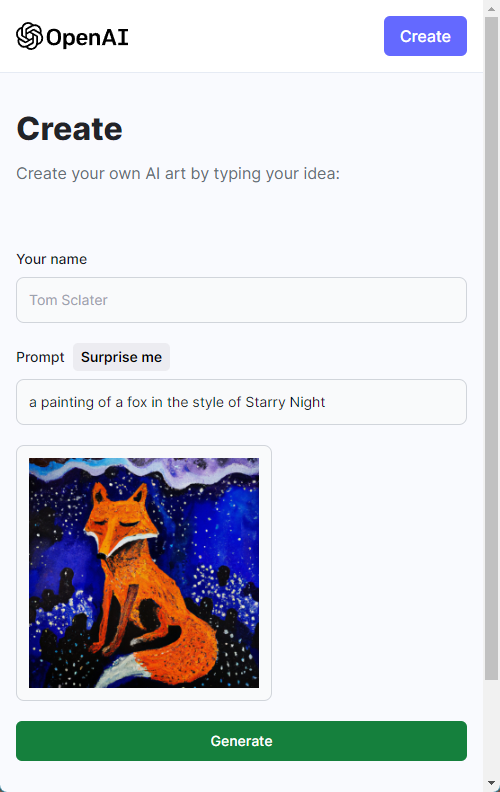 OpenAI
Create
Create
Create your own AI art by typing your idea:
Your name
Tom Sclater
Prompt Surprise me
a painting of a fox in the style of Starry Night
Generate